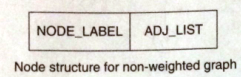 NODE_LABEL ADJ_LIST
Node structure for non-weighted graph